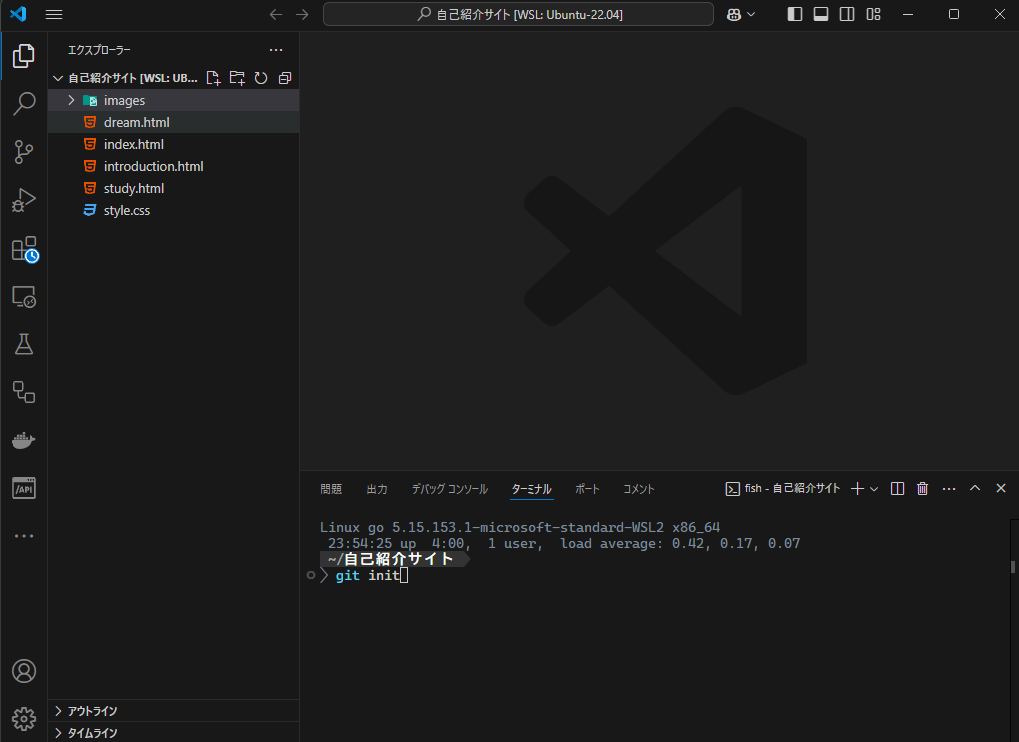 自己紹介サイト [WSL: Ubuntu-22.04]
エクスプローラー
自己紹介サイト [WSL: UB...
images
dream.html
index.html
introduction.html
study.html
style.css
/API
問題 出力 デバッグ コンソール ターミナル ポート コメント
fish - 自己紹介サイト
Linux go 5.15.153.1-microsoft-standard-WSL2 x86_64
23:54:25 up 4:00, 1 user, load average: 0.42, 0.17, 0.07
~/自己紹介サイト
git init
アウトライン
タイムライン